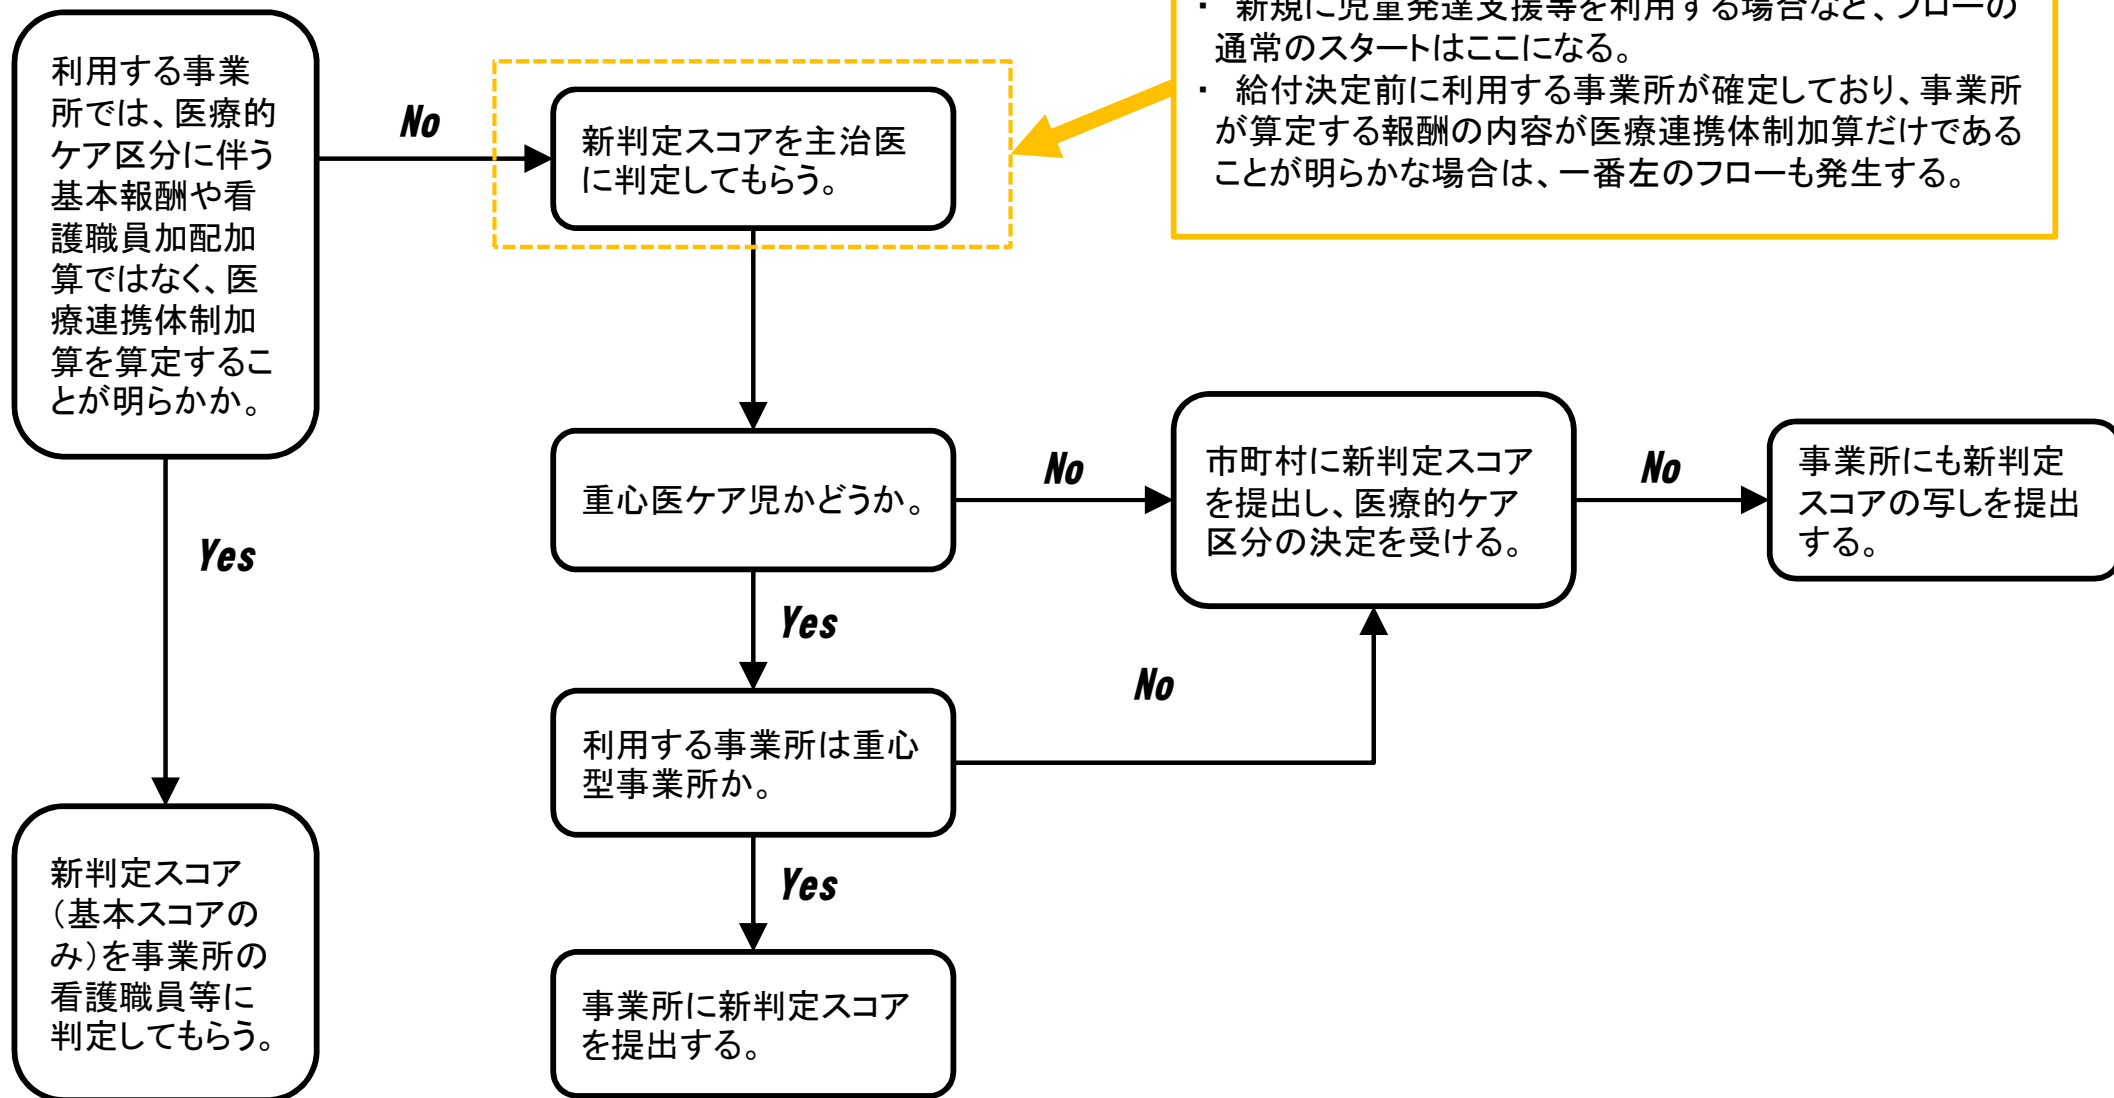 ・ 新規に児童発達支援等を利用する場合など、フローの
通常のスタートはここになる。
・ 給付決定前に利用する事業所が確定しており、事業所
が算定する報酬の内容が医療連携体制加算だけである
ことが明らかな場合は、一番左のフローも発生する。
利用する事業
所では、医療的
ケア区分に伴う
基本報酬や看
護職員加配加
算ではなく、医
療連携体制加
算を算定するこ
とが明らかか。
No
新判定スコアを主治医
に判定してもらう。
Yes
重心医ケア児かどうか。
No
市町村に新判定スコア
を提出し、医療的ケア
区分の決定を受ける。
No
事業所にも新判定
スコアの写しを提出
する。
Yes
利用する事業所は重心
型事業所か。
No
Yes
新判定スコア
（基本スコアの
み）を事業所の
看護職員等に
判定してもらう。
事業所に新判定スコア
を提出する。